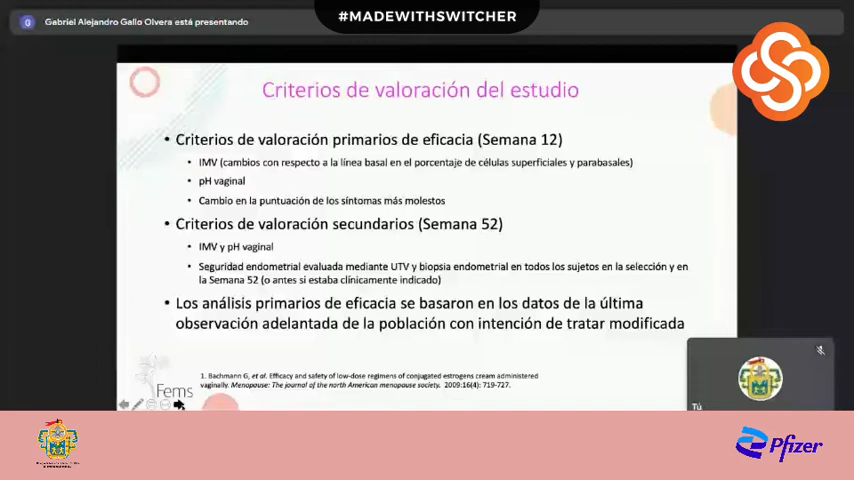 #MADEWITHSWITCHER
G
Gabriel Alejandro Gallo Olvera está presentando
Criterios de valoración del estudio
• Criterios de valoración primarios de eficacia (Semana 12)
• IMV (cambios con respecto a la línea basal en el porcentaje de células superficiales y parabasales)
• pH vaginal
• Cambio en la puntuación de los síntomas más molestos
• Criterios de valoración secundarios (Semana 52)
• IMV y pH vaginal
• Seguridad endometrial evaluada mediante UTV y biopsia endometrial en todos los sujetos en la selección y en
la Semana 52 (o antes si estaba clínicamente indicado)
• Los análisis primarios de eficacia se basaron en los datos de la última
observación adelantada de la población con intención de tratar modificada
1. Bachmann G, et al. Efficacy and safety of low-dose regimens of conjugated estrogens cream administered
vaginally. Menopause: The journal of the north American menopause society. 2009:16(4): 719-727.
Fems
Tú
Pfizer